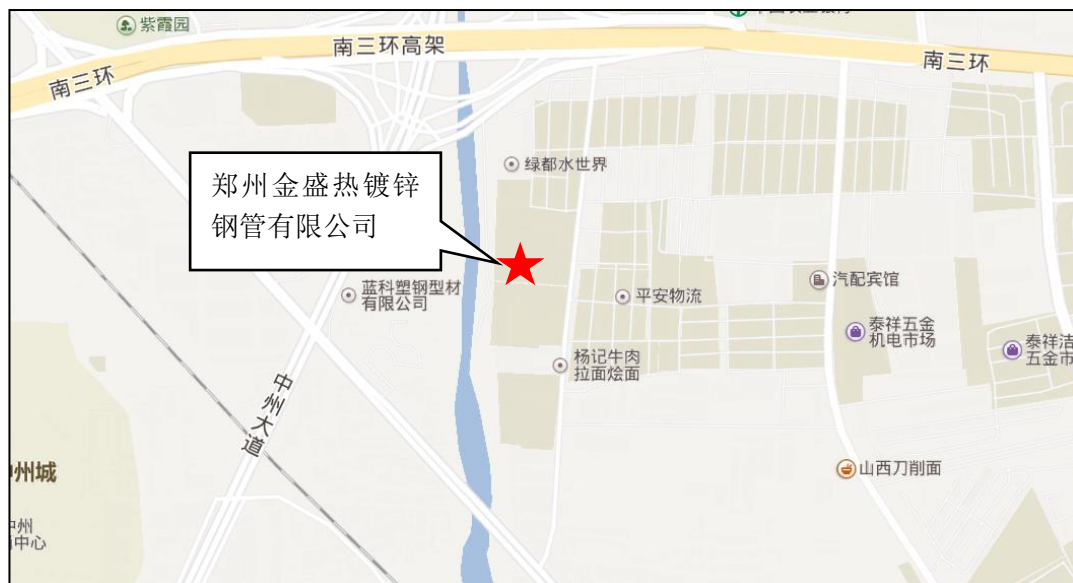 紫霞园
南三环高架
南三环
南三环
绿都水世界
郑州金盛热镀锌
钢管有限公司
蓝科塑钢型材
有限公司
平安物流
汽配宾馆
泰祥五金
机电市场
泰祥洁
五金市
杨记牛肉
拉面烩面
中州大道
山西刀削面
州城
中州
中心